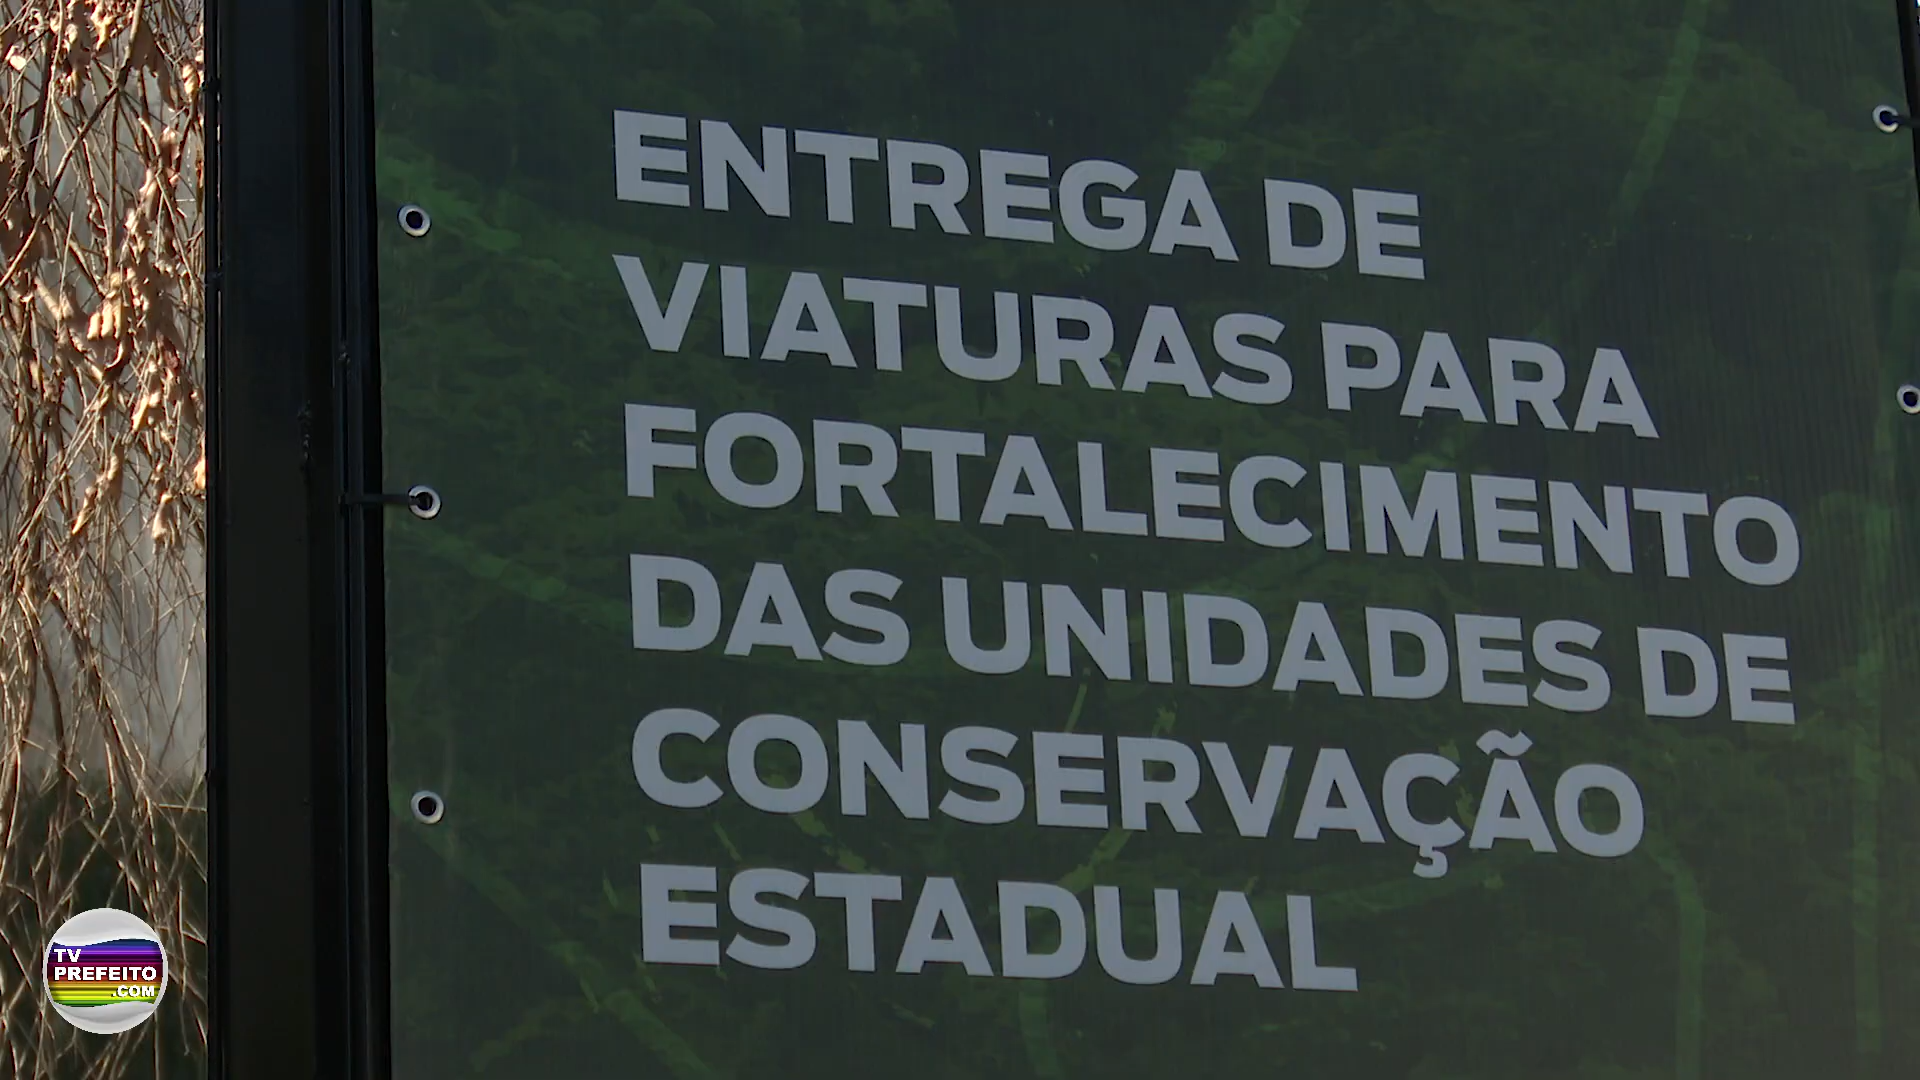 ENTREGA DE
VIATURAS PARA
FORTALECIMENTO
DAS UNIDADES DE
CONSERVAÇÃO
ESTADUAL
TV
PREFEITO
.COM